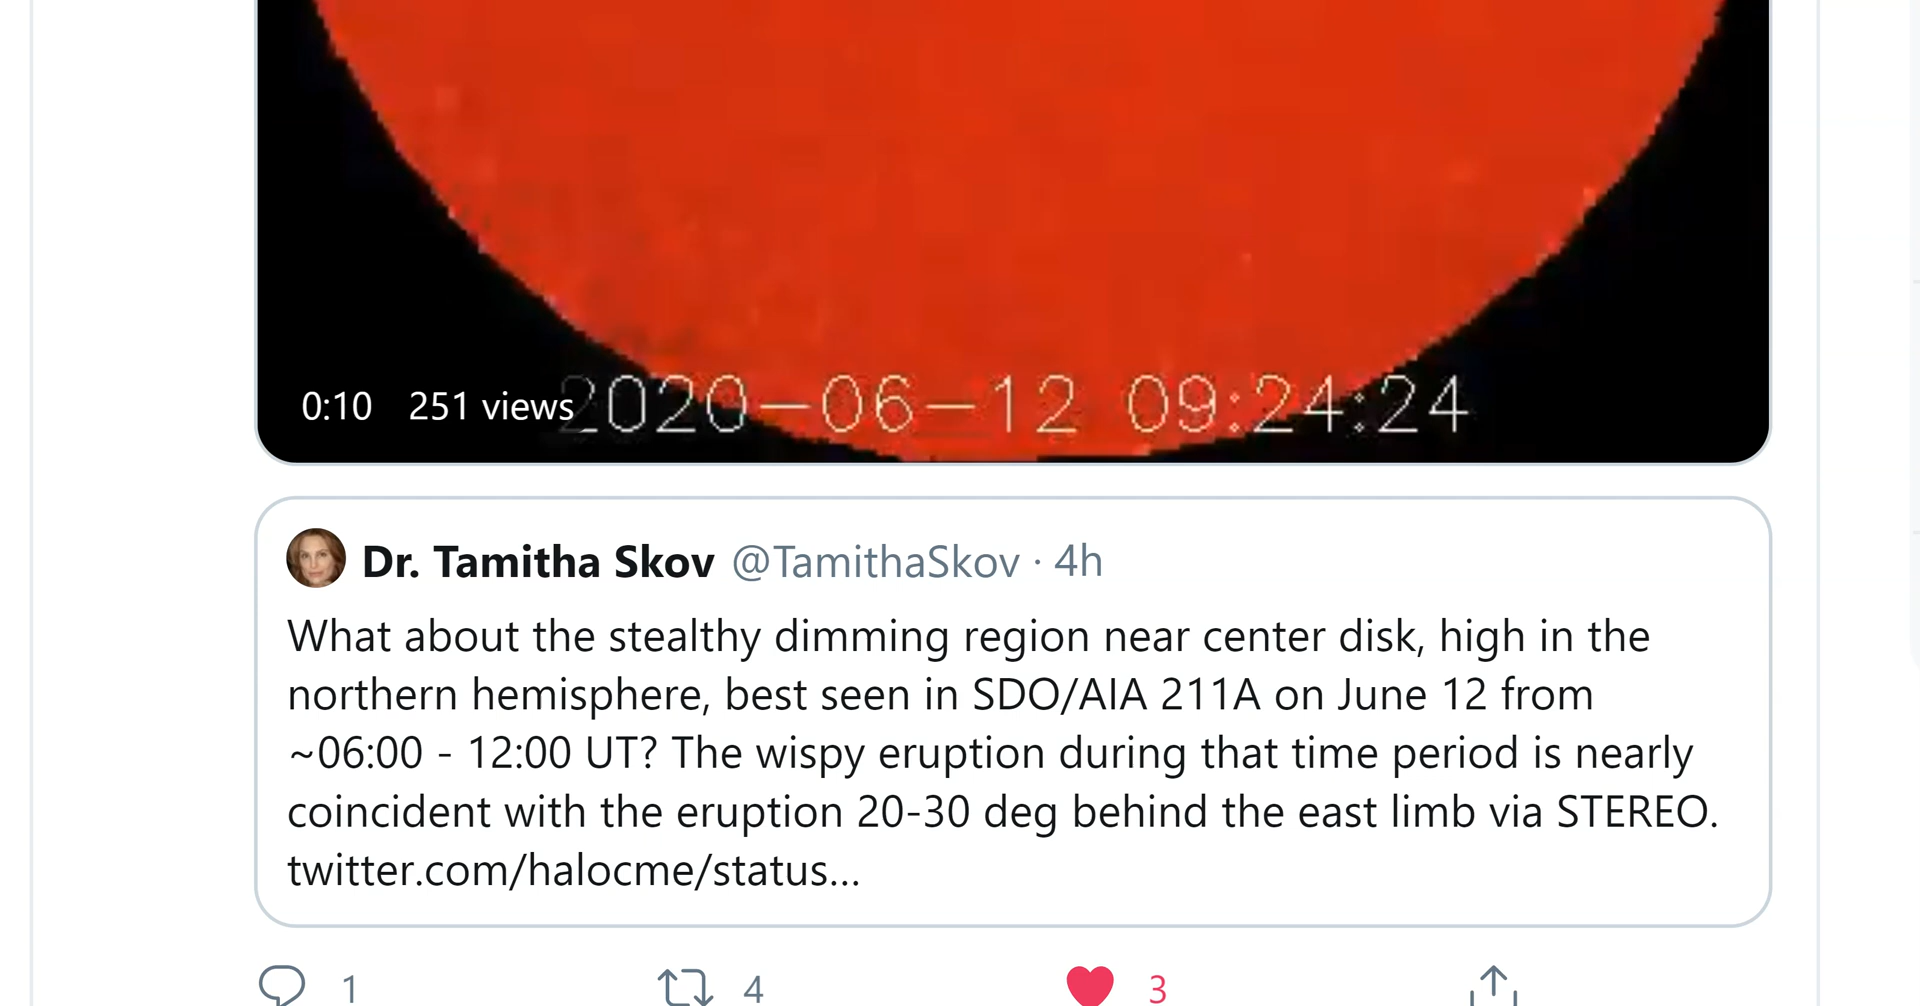 0:10 251 views 2020-06-12 09:24:24
Dr. Tamitha Skov @TamithaSkov · 4h
What about the stealthy dimming region near center disk, high in the
northern hemisphere, best seen in SDO/AIA 211A on June 12 from
~06:00 - 12:00 UT? The wispy eruption during that time period is nearly
coincident with the eruption 20-30 deg behind the east limb via STEREO.
twitter.com/halocme/status...
1 4 3